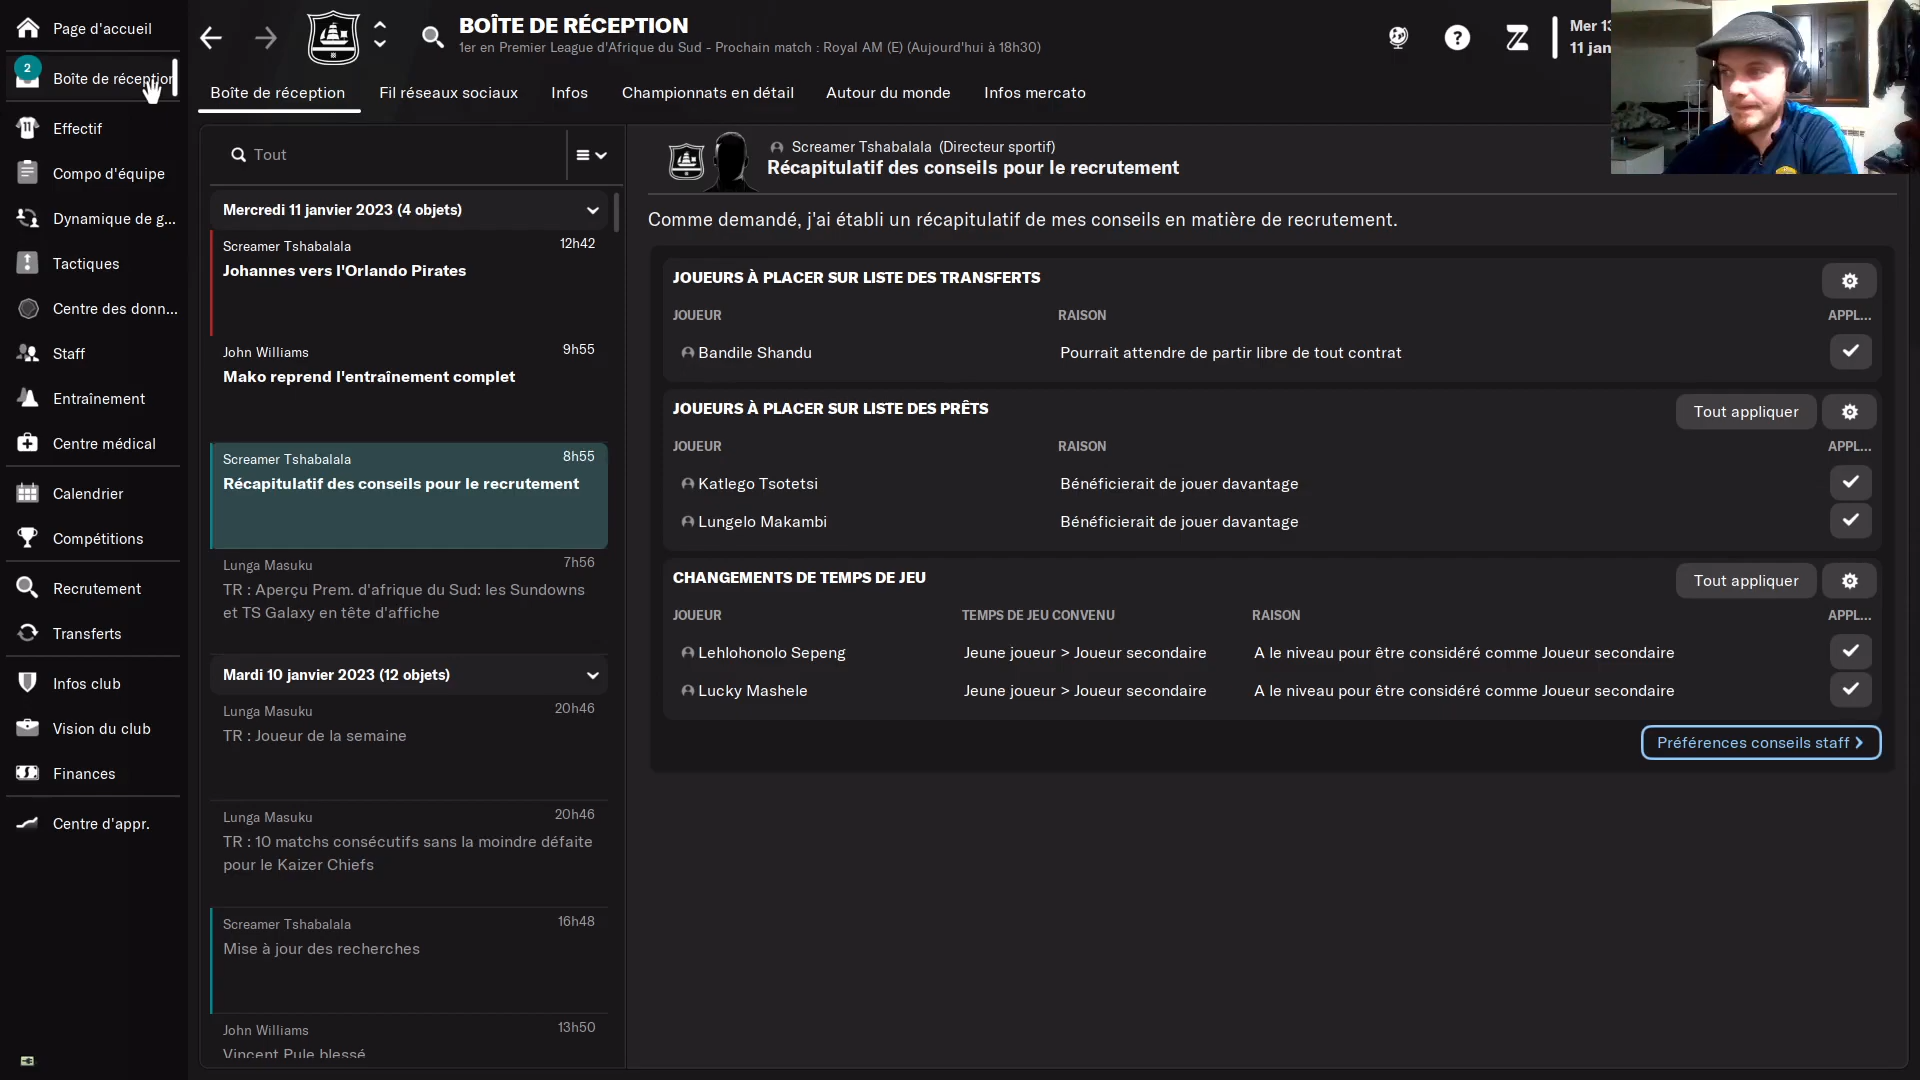 Page d'accueil
2
Boîte de réception
11
Effectif
Compo d'équipe
Dynamique de g...
Tactiques
Centre des donn...
Staff
Entraînement
Centre médical
Calendrier
Compétitions
Recrutement
Transferts
Infos club
Vision du club
Finances
Centre d'appr.
BOÎTE DE RÉCEPTION
1er en Premier League d'Afrique du Sud - Prochain match : Royal AM (E) (Aujourd'hui à 18h30)
?
Mer 13
11 jan
Boîte de réception
Fil réseaux sociaux
Infos
Championnats en détail
Autour du monde
Infos mercato
Tout
Mercredi 11 janvier 2023 (4 objets)
Screamer Tshabalala 12h42
Johannes vers l'Orlando Pirates
John Williams 9h55
Mako reprend l'entraînement complet
Screamer Tshabalala 8h55
Récapitulatif des conseils pour le recrutement
Lunga Masuku 7h56
TR : Aperçu Prem. d'afrique du Sud: les Sundowns
et TS Galaxy en tête d'affiche
Mardi 10 janvier 2023 (12 objets)
Lunga Masuku 20h46
TR : Joueur de la semaine
Lunga Masuku 20h46
TR : 10 matchs consécutifs sans la moindre défaite
pour le Kaizer Chiefs
Screamer Tshabalala 16h48
Mise à jour des recherches
John Williams 13h50
Vincent Pule blessé
Screamer Tshabalala (Directeur sportif)
Récapitulatif des conseils pour le recrutement
Comme demandé, j'ai établi un récapitulatif de mes conseils en matière de recrutement.
JOUEURS À PLACER SUR LISTE DES TRANSFERTS
JOUEUR RAISON APPL...
Bandile Shandu Pourrait attendre de partir libre de tout contrat
JOUEURS À PLACER SUR LISTE DES PRÊTS Tout appliquer
JOUEUR RAISON APPL...
Katlego Tsotetsi Bénéficierait de jouer davantage
Lungelo Makambi Bénéficierait de jouer davantage
CHANGEMENTS DE TEMPS DE JEU Tout appliquer
JOUEUR TEMPS DE JEU CONVENU RAISON APPL...
Lehlohonolo Sepeng Jeune joueur > Joueur secondaire A le niveau pour être considéré comme Joueur secondaire
Lucky Mashele Jeune joueur > Joueur secondaire A le niveau pour être considéré comme Joueur secondaire
Préférences conseils staff >